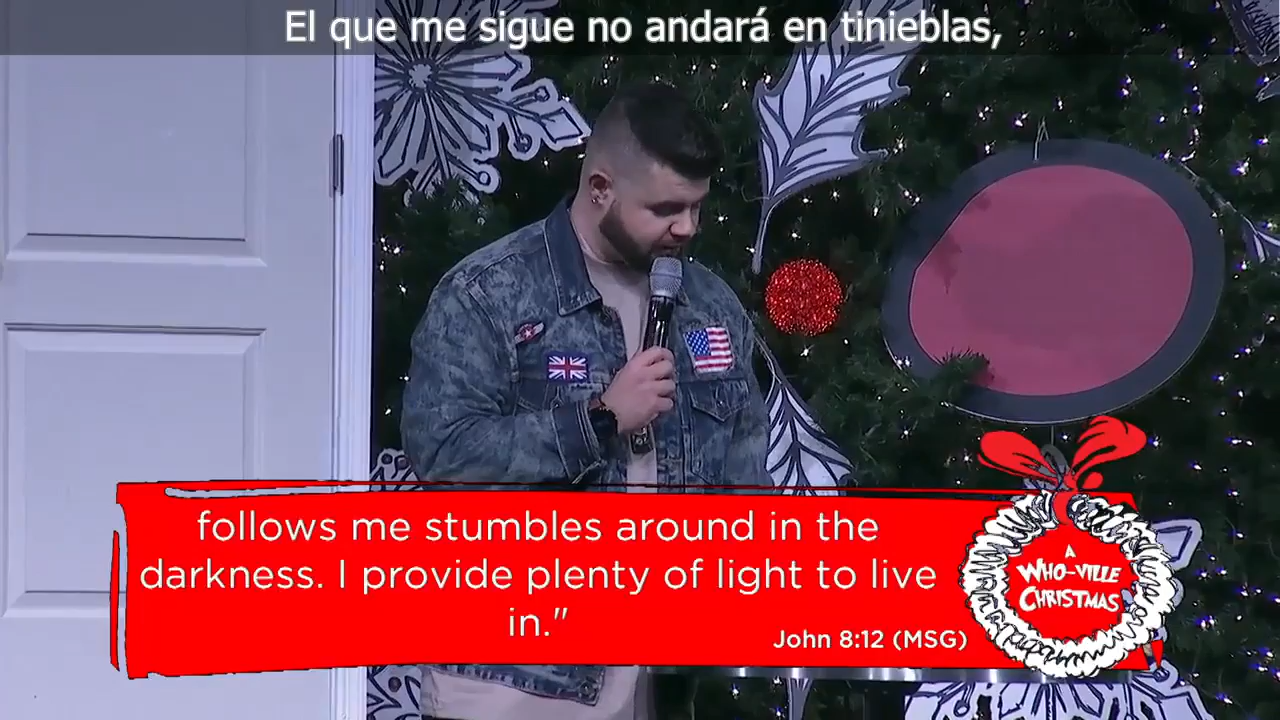 El que me sigue no andará en tinieblas,
follows me stumbles around in the
darkness. I provide plenty of light to live
in."
John 8:12 (MSG)
A
WHO-VILLE
CHRISTMAS